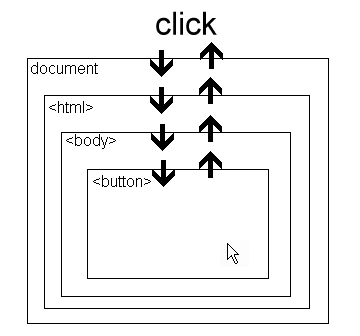 click
document
<html>
<body>
<button>